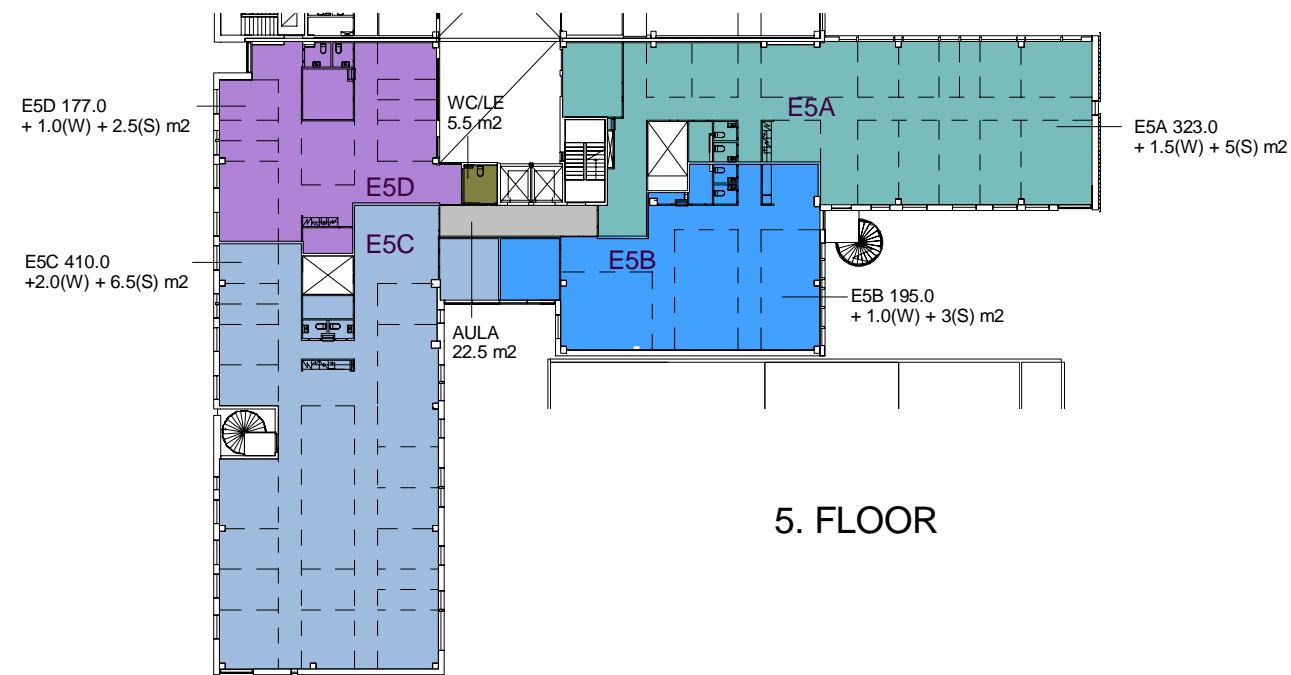 WC/LE
5.5 m2
E5D 177.0
+ 1.0(W) + 2.5(S) m2
E5A
E5A 323.0
+ 1.5(W) + 5(S) m2
E5D
E5C
E5B
E5C 410.0
+2.0(W) + 6.5(S) m2
E5B 195.0
+ 1.0(W) + 3(S) m2
AULA
22.5 m2
5. FLOOR